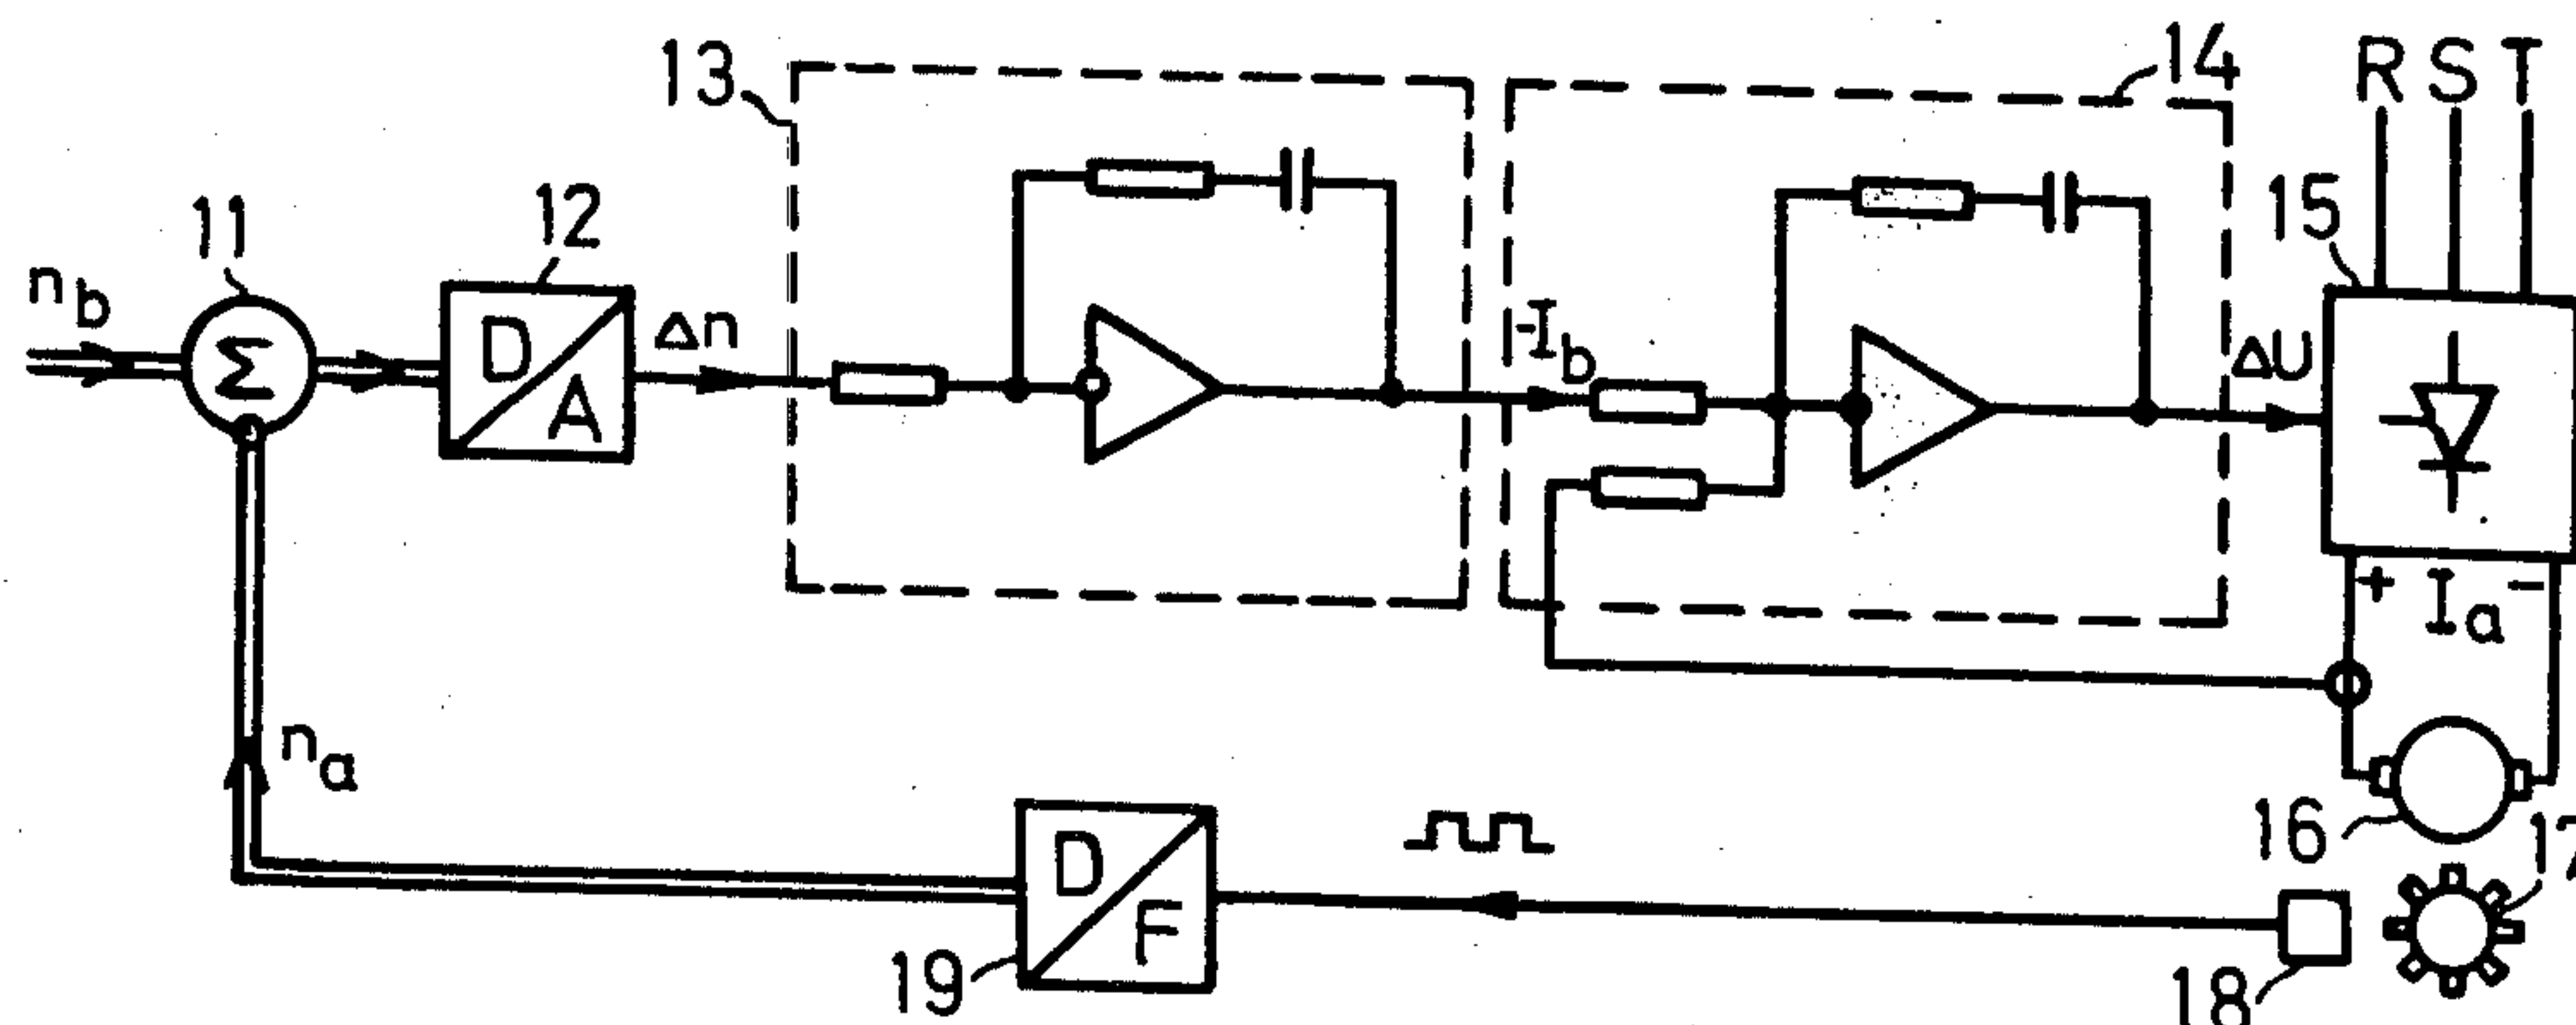 13
14
R S T
11
12
15
n_b
Σ
D
A
Δn
-I_b
ΔU
+ I_a -
n_a
16
17
D
F
19
18